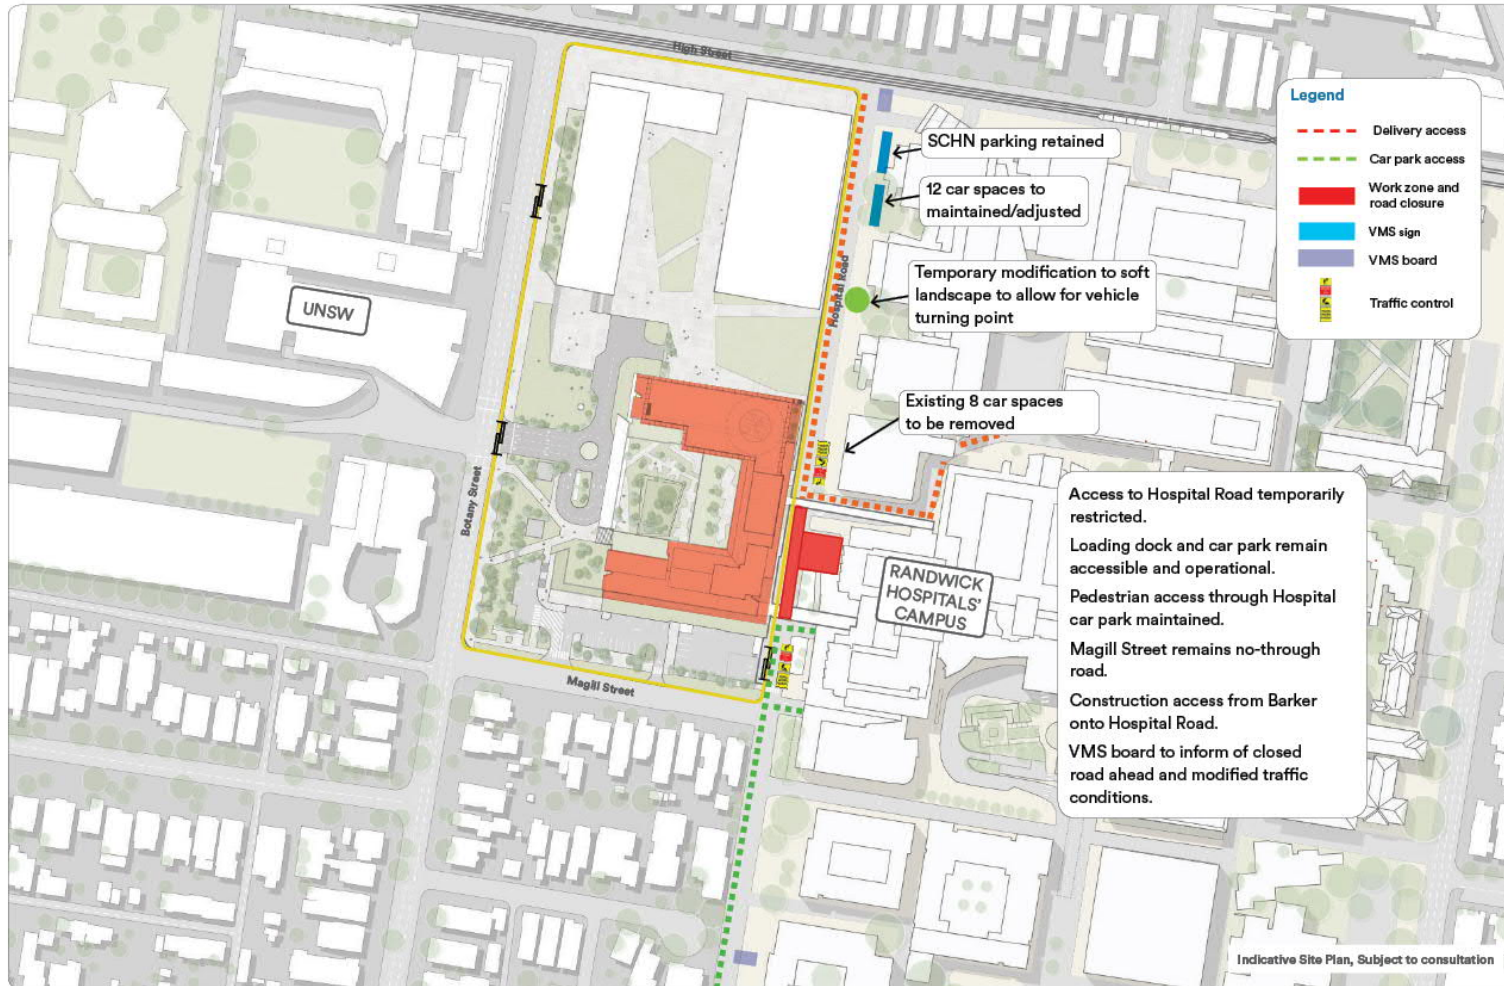 High Street
Legend
Delivery access
Car park access
Work zone and
road closure
VMS sign
VMS board
Traffic control
SCHN parking retained
12 car spaces to
maintained/adjusted
Hospital Road
Temporary modification to soft
landscape to allow for vehicle
turning point
UNSW
Existing 8 car spaces
to be removed
Botany Street
RANDWICK
HOSPITALS'
CAMPUS
Magill Street
Access to Hospital Road temporarily
restricted.
Loading dock and car park remain
accessible and operational.
Pedestrian access through Hospital
car park maintained.
Magill Street remains no-through
road.
Construction access from Barker
onto Hospital Road.
VMS board to inform of closed
road ahead and modified traffic
conditions.
Indicative Site Plan, Subject to consultation